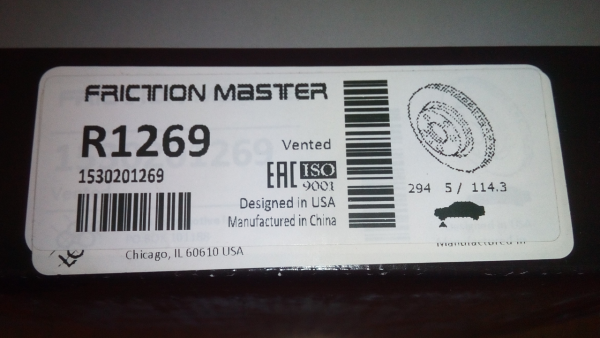 FRICTION MASTER
R1269
Vented
1530201269
EAC ISO
9001
Designed in USA
Manufactured in China
294 5 / 114.3
Chicago, IL 60610 USA